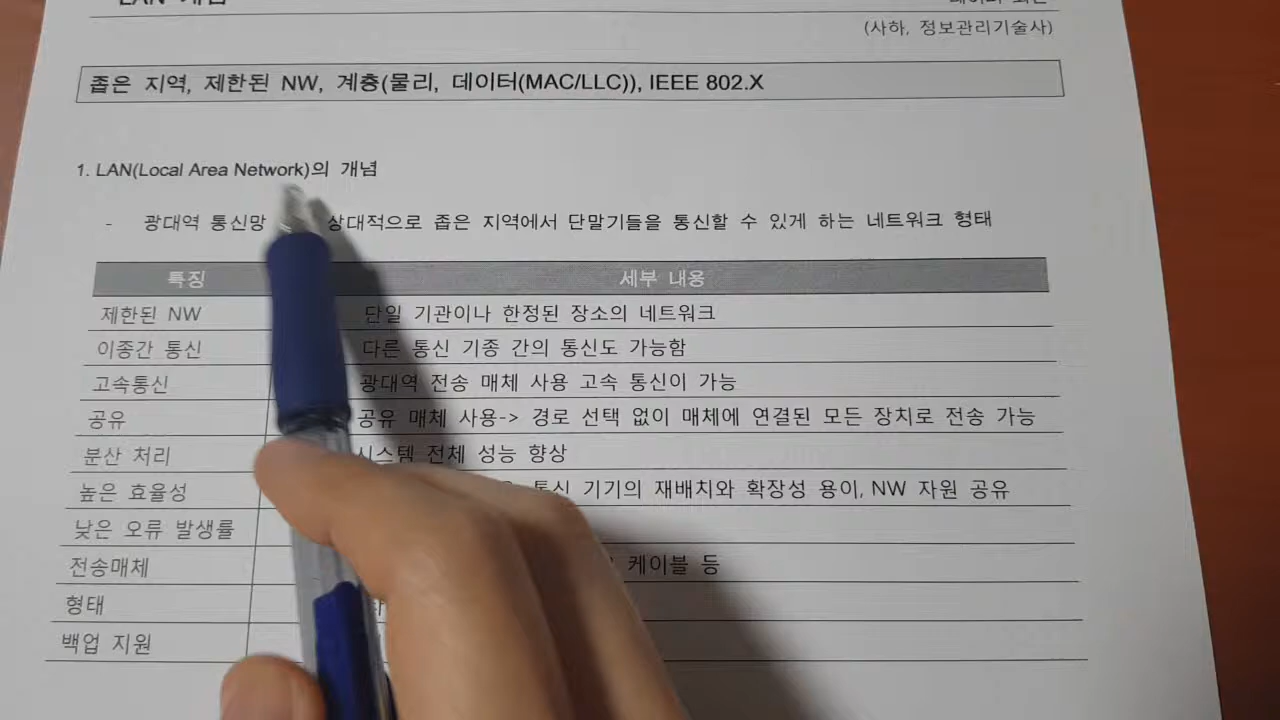 LAN 개념
(사하, 정보관리기술사)
좁은 지역, 제한된 NW, 계층(물리, 데이터(MAC/LLC)), IEEE 802.X
1. LAN(Local Area Network)의 개념
- 광대역 통신망 상대적으로 좁은 지역에서 단말기들을 통신할 수 있게 하는 네트워크 형태
특징 세부 내용
제한된 NW 단일 기관이나 한정된 장소의 네트워크
이종간 통신 다른 통신 기종 간의 통신도 가능함
고속통신 광대역 전송 매체 사용 고속 통신이 가능
공유 공유 매체 사용-> 경로 선택 없이 매체에 연결된 모든 장치로 전송 가능
분산 처리 시스템 전체 성능 향상
높은 효율성 통신 기기의 재배치와 확장성 용이, NW 자원 공유
낮은 오류 발생률
전송매체 케이블 등
형태
백업 지원